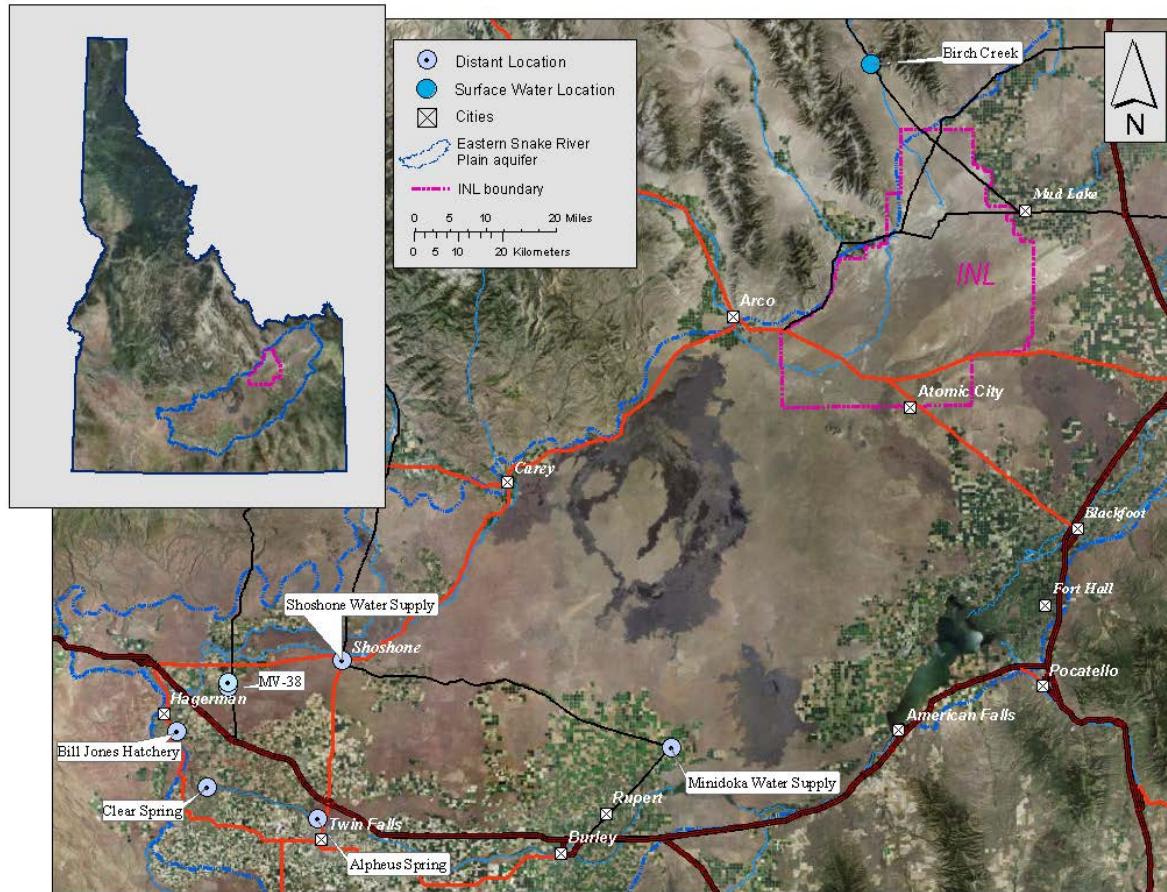 Distant Location
Surface Water Location
Cities
Eastern Snake River
Plain aquifer
INL boundary
0 5 10 20 Miles
0 5 10 20 Kilometers
Birch Creek
N
Mud Lake
INL
Arco
Atomic City
Carey
Blackfoot
Fort Hall
Shoshone Water Supply
Shoshone
MV-38
Pocatello
Hagerman
American Falls
Bill Jones Hatchery
Minidoka Water Supply
Clear Spring
Rupert
Twin Falls
Burley
Alpheus Spring